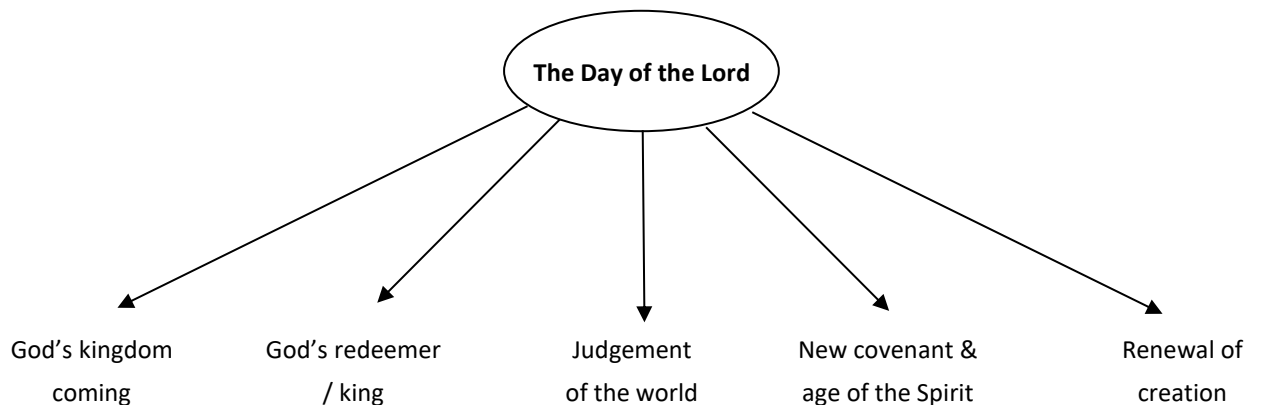 The Day of the Lord
God’s kingdom
coming
God’s redeemer
/ king
Judgement
of the world
New covenant &
age of the Spirit
Renewal of
creation